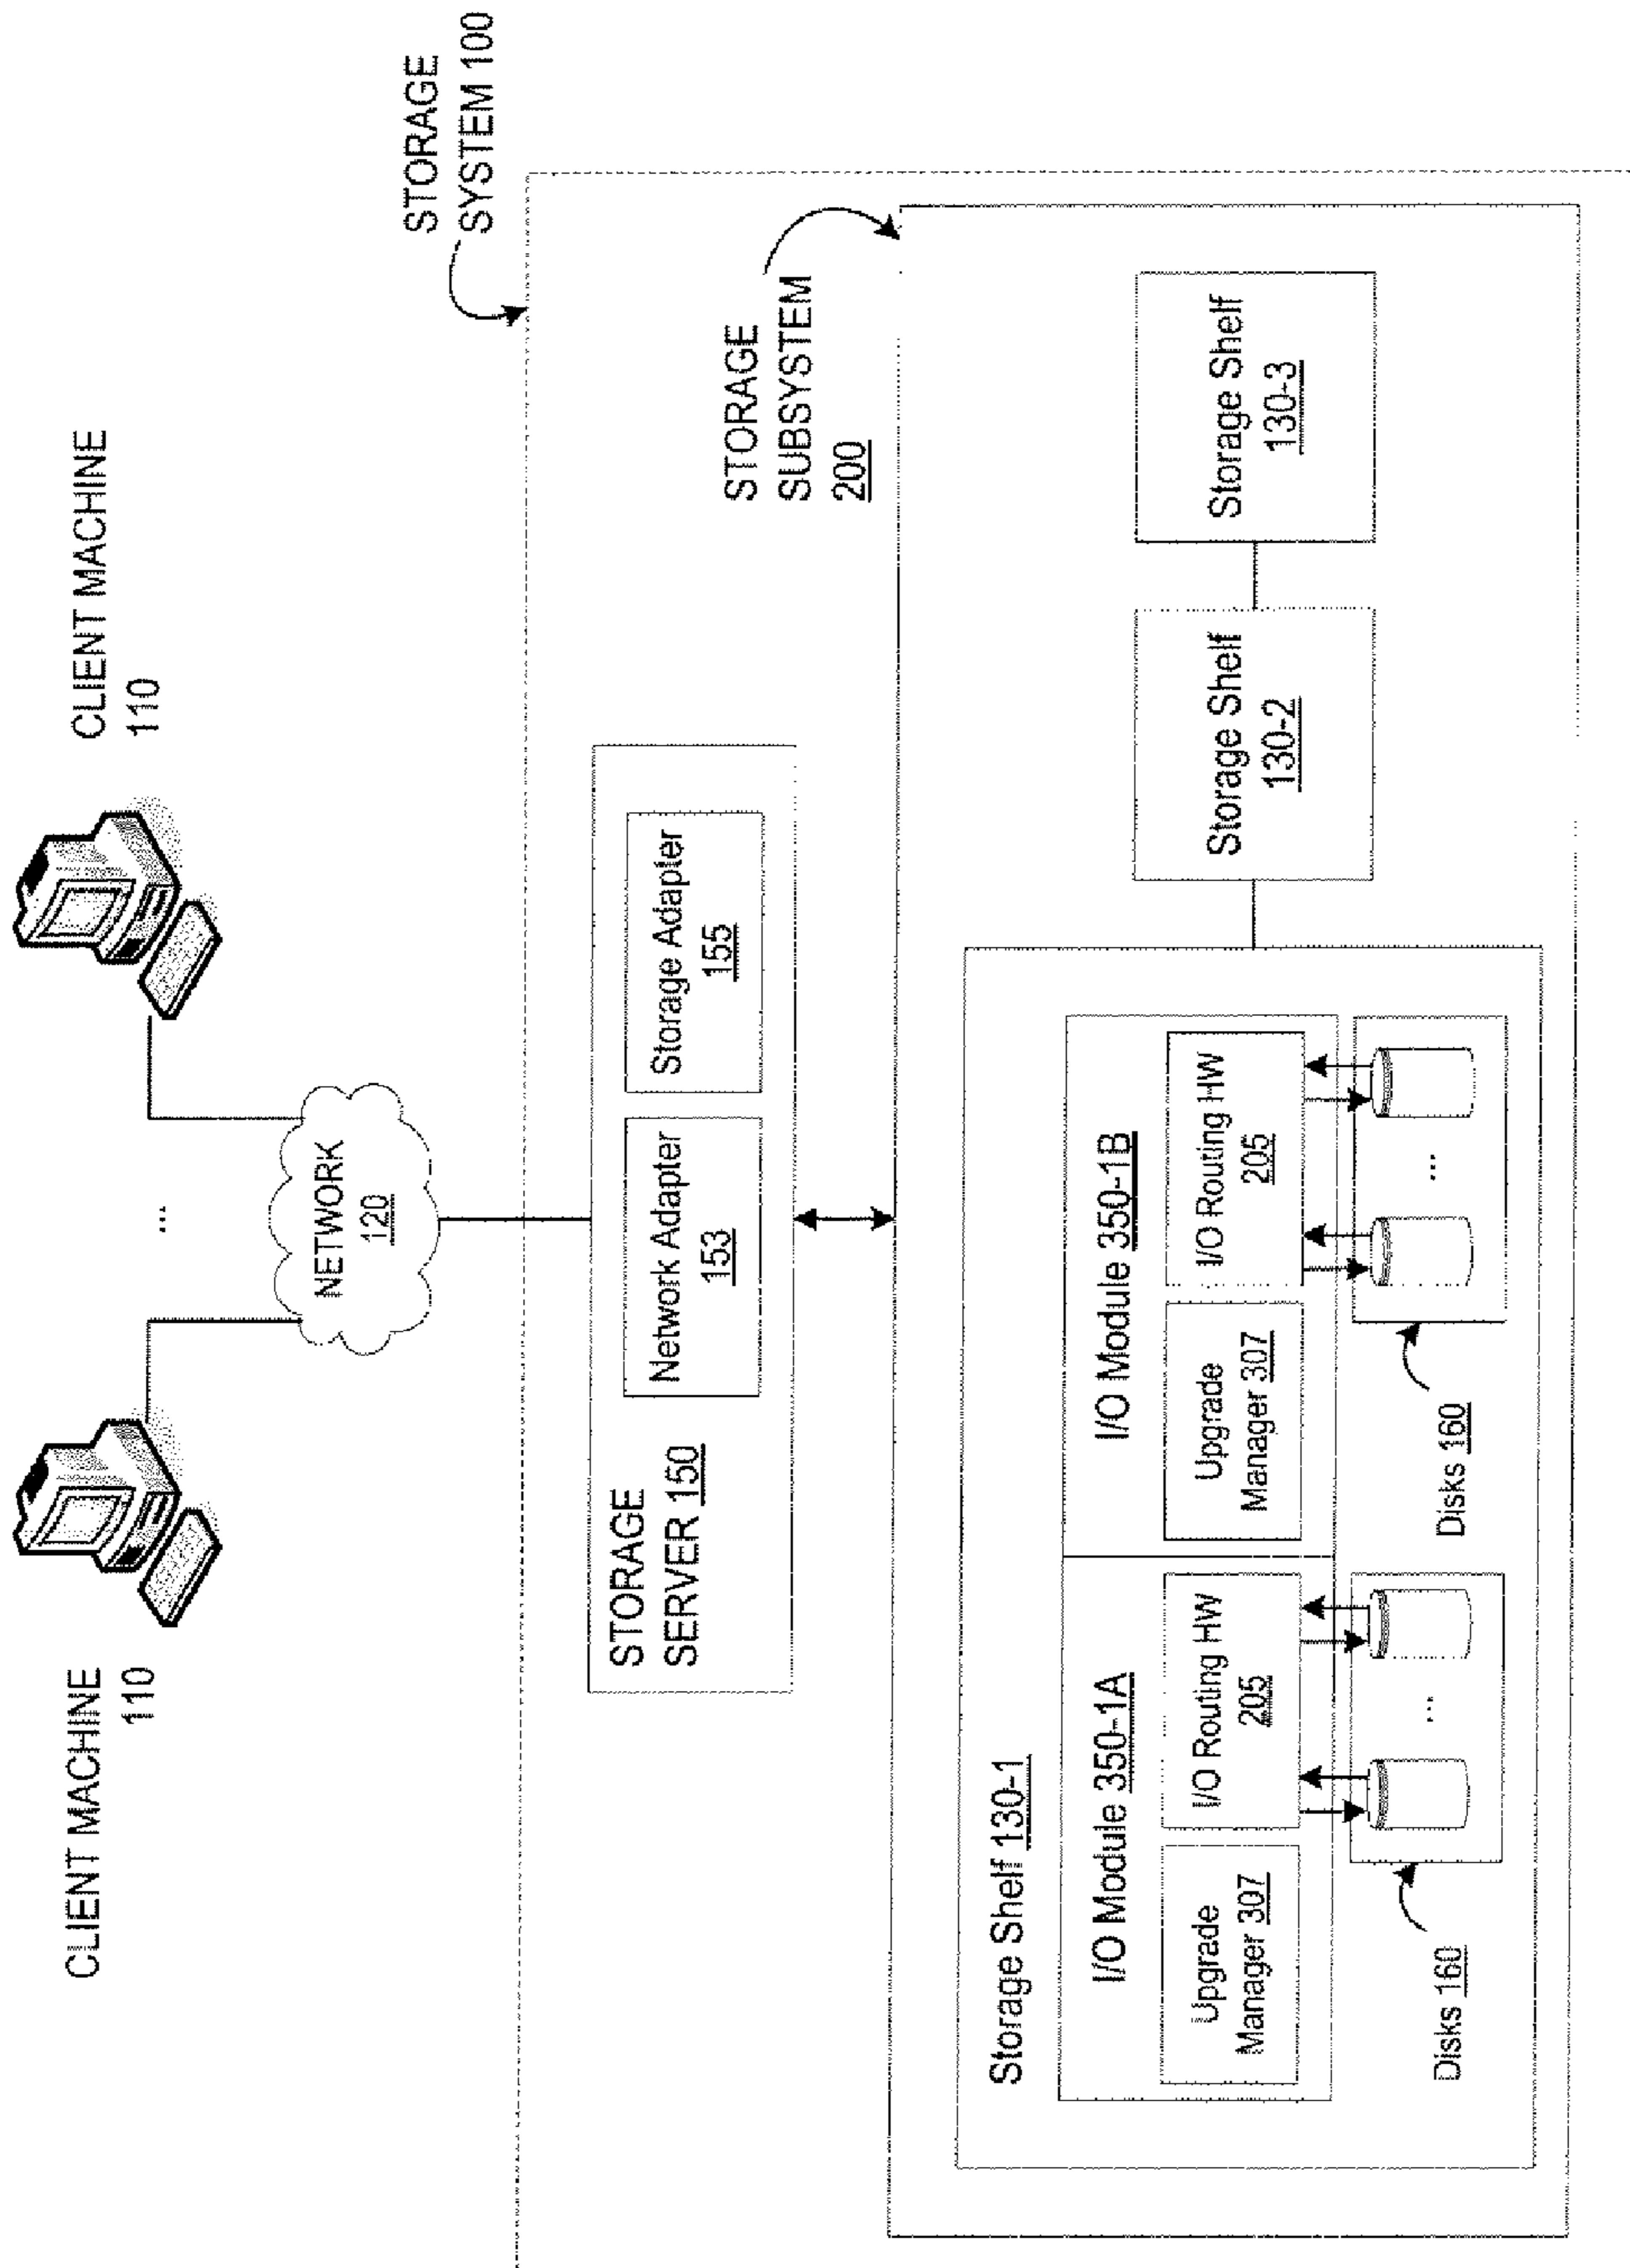 CLIENT MACHINE
110
...
CLIENT MACHINE
110
NETWORK
120
STORAGE
SYSTEM 100
STORAGE
SERVER 150
Network Adapter
153
Storage Adapter
155
STORAGE
SUBSYSTEM
200
Storage Shelf 130-1
I/O Module 350-1A
Upgrade
Manager 307
I/O Routing HW
205
I/O Module 350-1B
Upgrade
Manager 307
I/O Routing HW
205
...
...
Disks 160
Disks 160
Storage Shelf
130-2
Storage Shelf
130-3